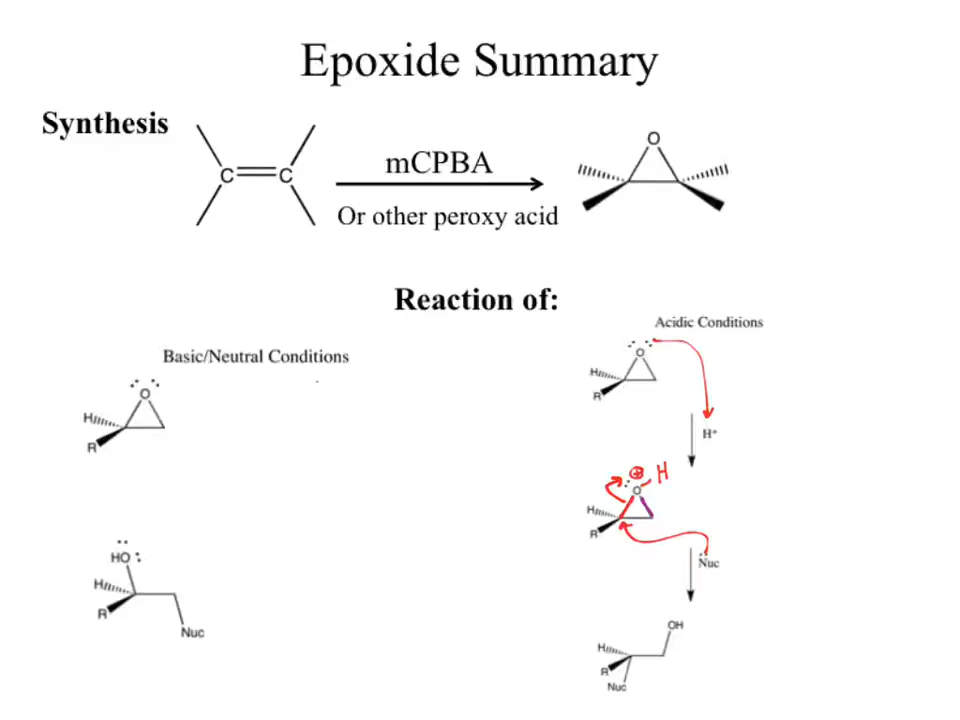 Epoxide Summary
Synthesis
C C
mCPBA
Or other peroxy acid
O
Reaction of:
Basic/Neutral Conditions
O
H
R
HO
H
R
Nuc
Acidic Conditions
O
H
R
H+
⊕ H
O
H
R
Nuc
OH
H
R
Nuc